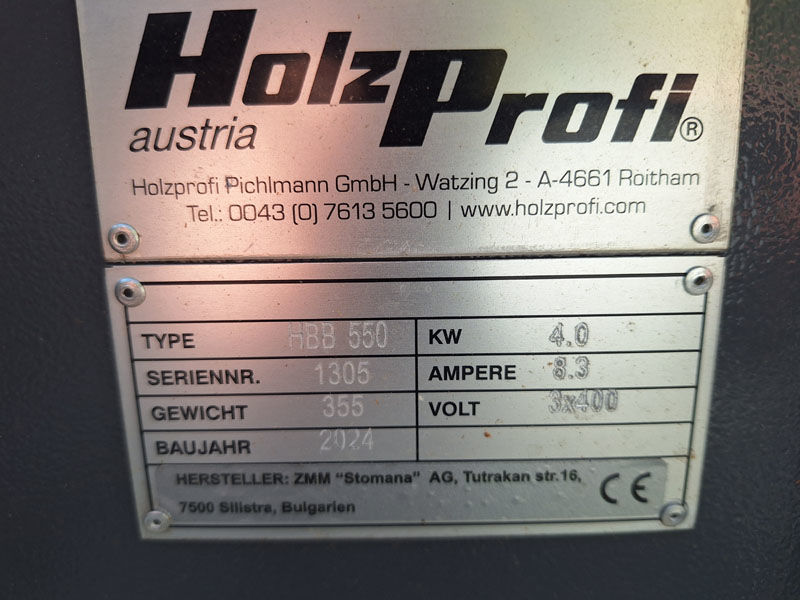 HolzProfi®
austria
Holzprofi Pichlmann GmbH - Watzing 2 - A-4661 Roitham
Tel.: 0043 (0) 7613 5600 | www.holzprofi.com
TYPE HBB 550 KW 4.0
SERIENNR. 1305 AMPERE 8.3
GEWICHT 355 VOLT 3x400
BAUJAHR 2024
HERSTELLER: ZMM "Stomana" AG, Tutrakan str.16,
7500 Silistra, Bulgarien CE